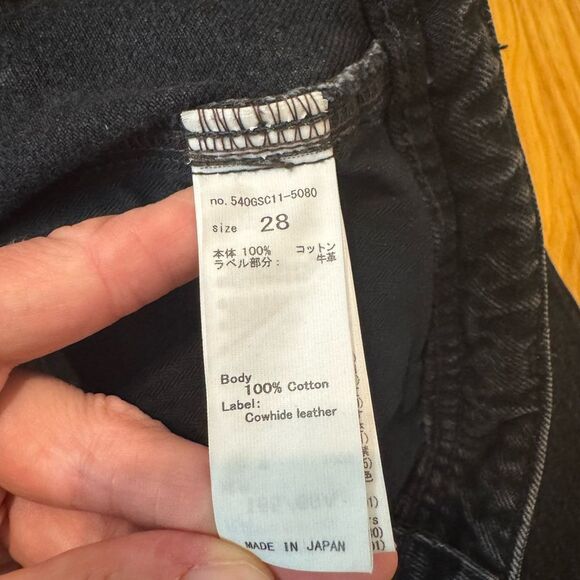 no.540GSC11-5080
size 28
本体 100% コットン
ラベル部分: 牛革
Body
100% Cotton
Label:
Cowhide leather
MADE IN JAPAN